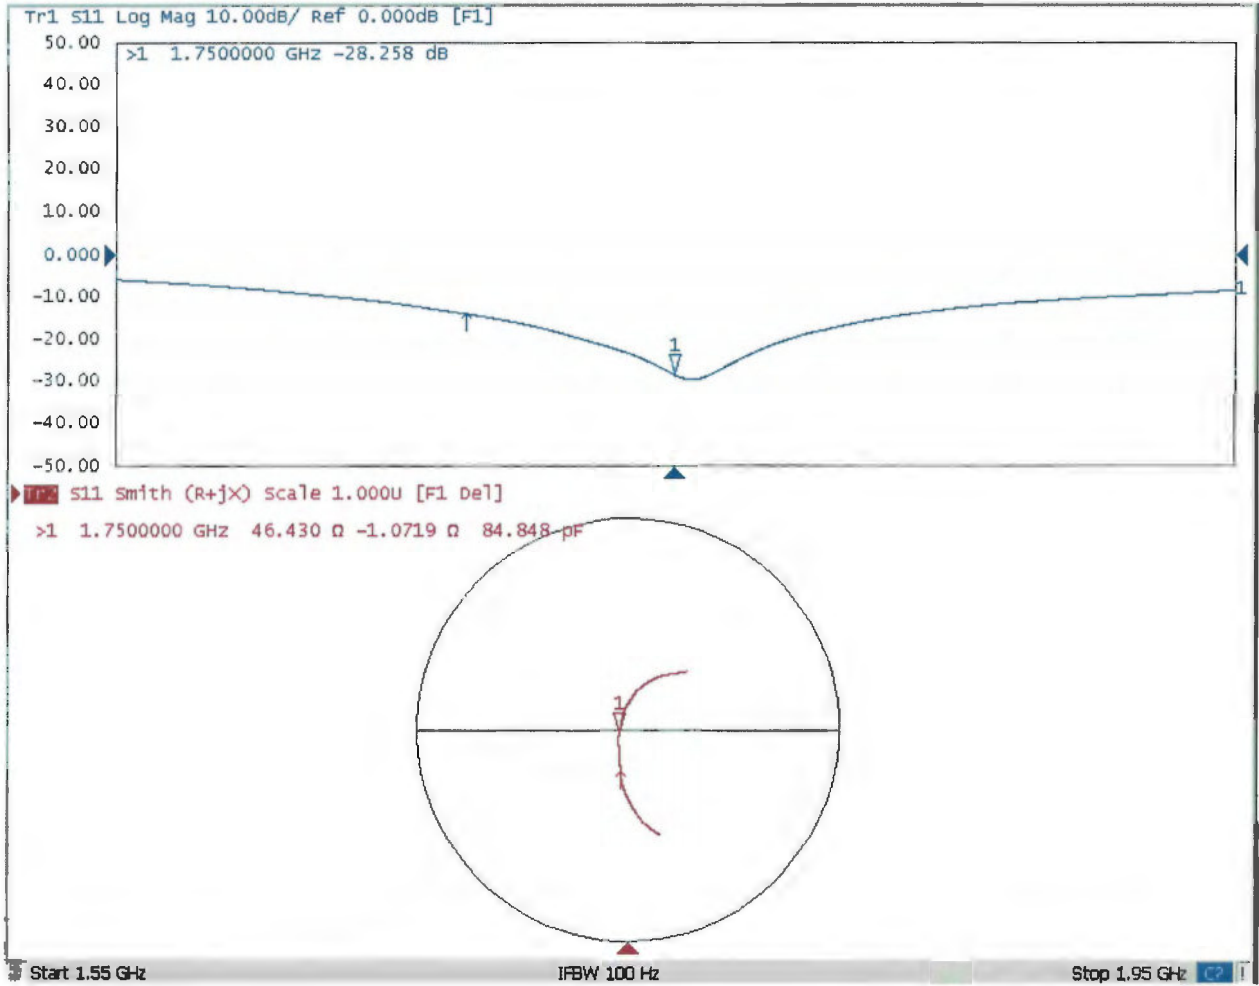 Tr1 S11 Log Mag 10.00dB/ Ref 0.000dB [F1]
50.00
>1 1.7500000 GHz -28.258 dB
40.00
30.00
20.00
10.00
0.000
-10.00
1
-20.00
1
-30.00
-40.00
-50.00
Tr2 S11 Smith (R+jX) Scale 1.000U [F1 Del]
>1 1.7500000 GHz 46.430 Ω -1.0719 Ω 84.848 pF
1
Start 1.55 GHz IFBW 100 Hz Stop 1.95 GHz C? !